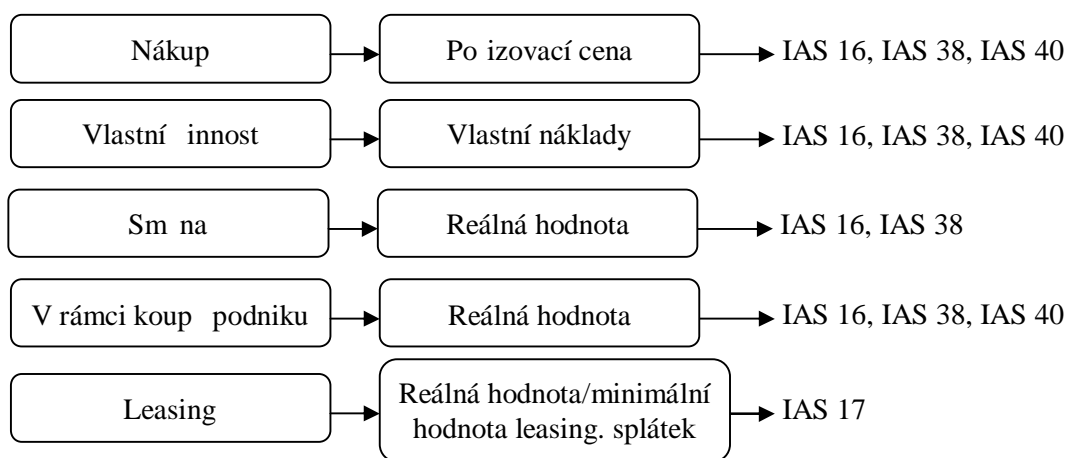 Nákup Po izovací cena IAS 16, IAS 38, IAS 40
Vlastní innost Vlastní náklady IAS 16, IAS 38, IAS 40
Sm na Reálná hodnota IAS 16, IAS 38
V rámci koup podniku Reálná hodnota IAS 16, IAS 38, IAS 40
Leasing Reálná hodnota/minimální
hodnota leasing. splátek IAS 17